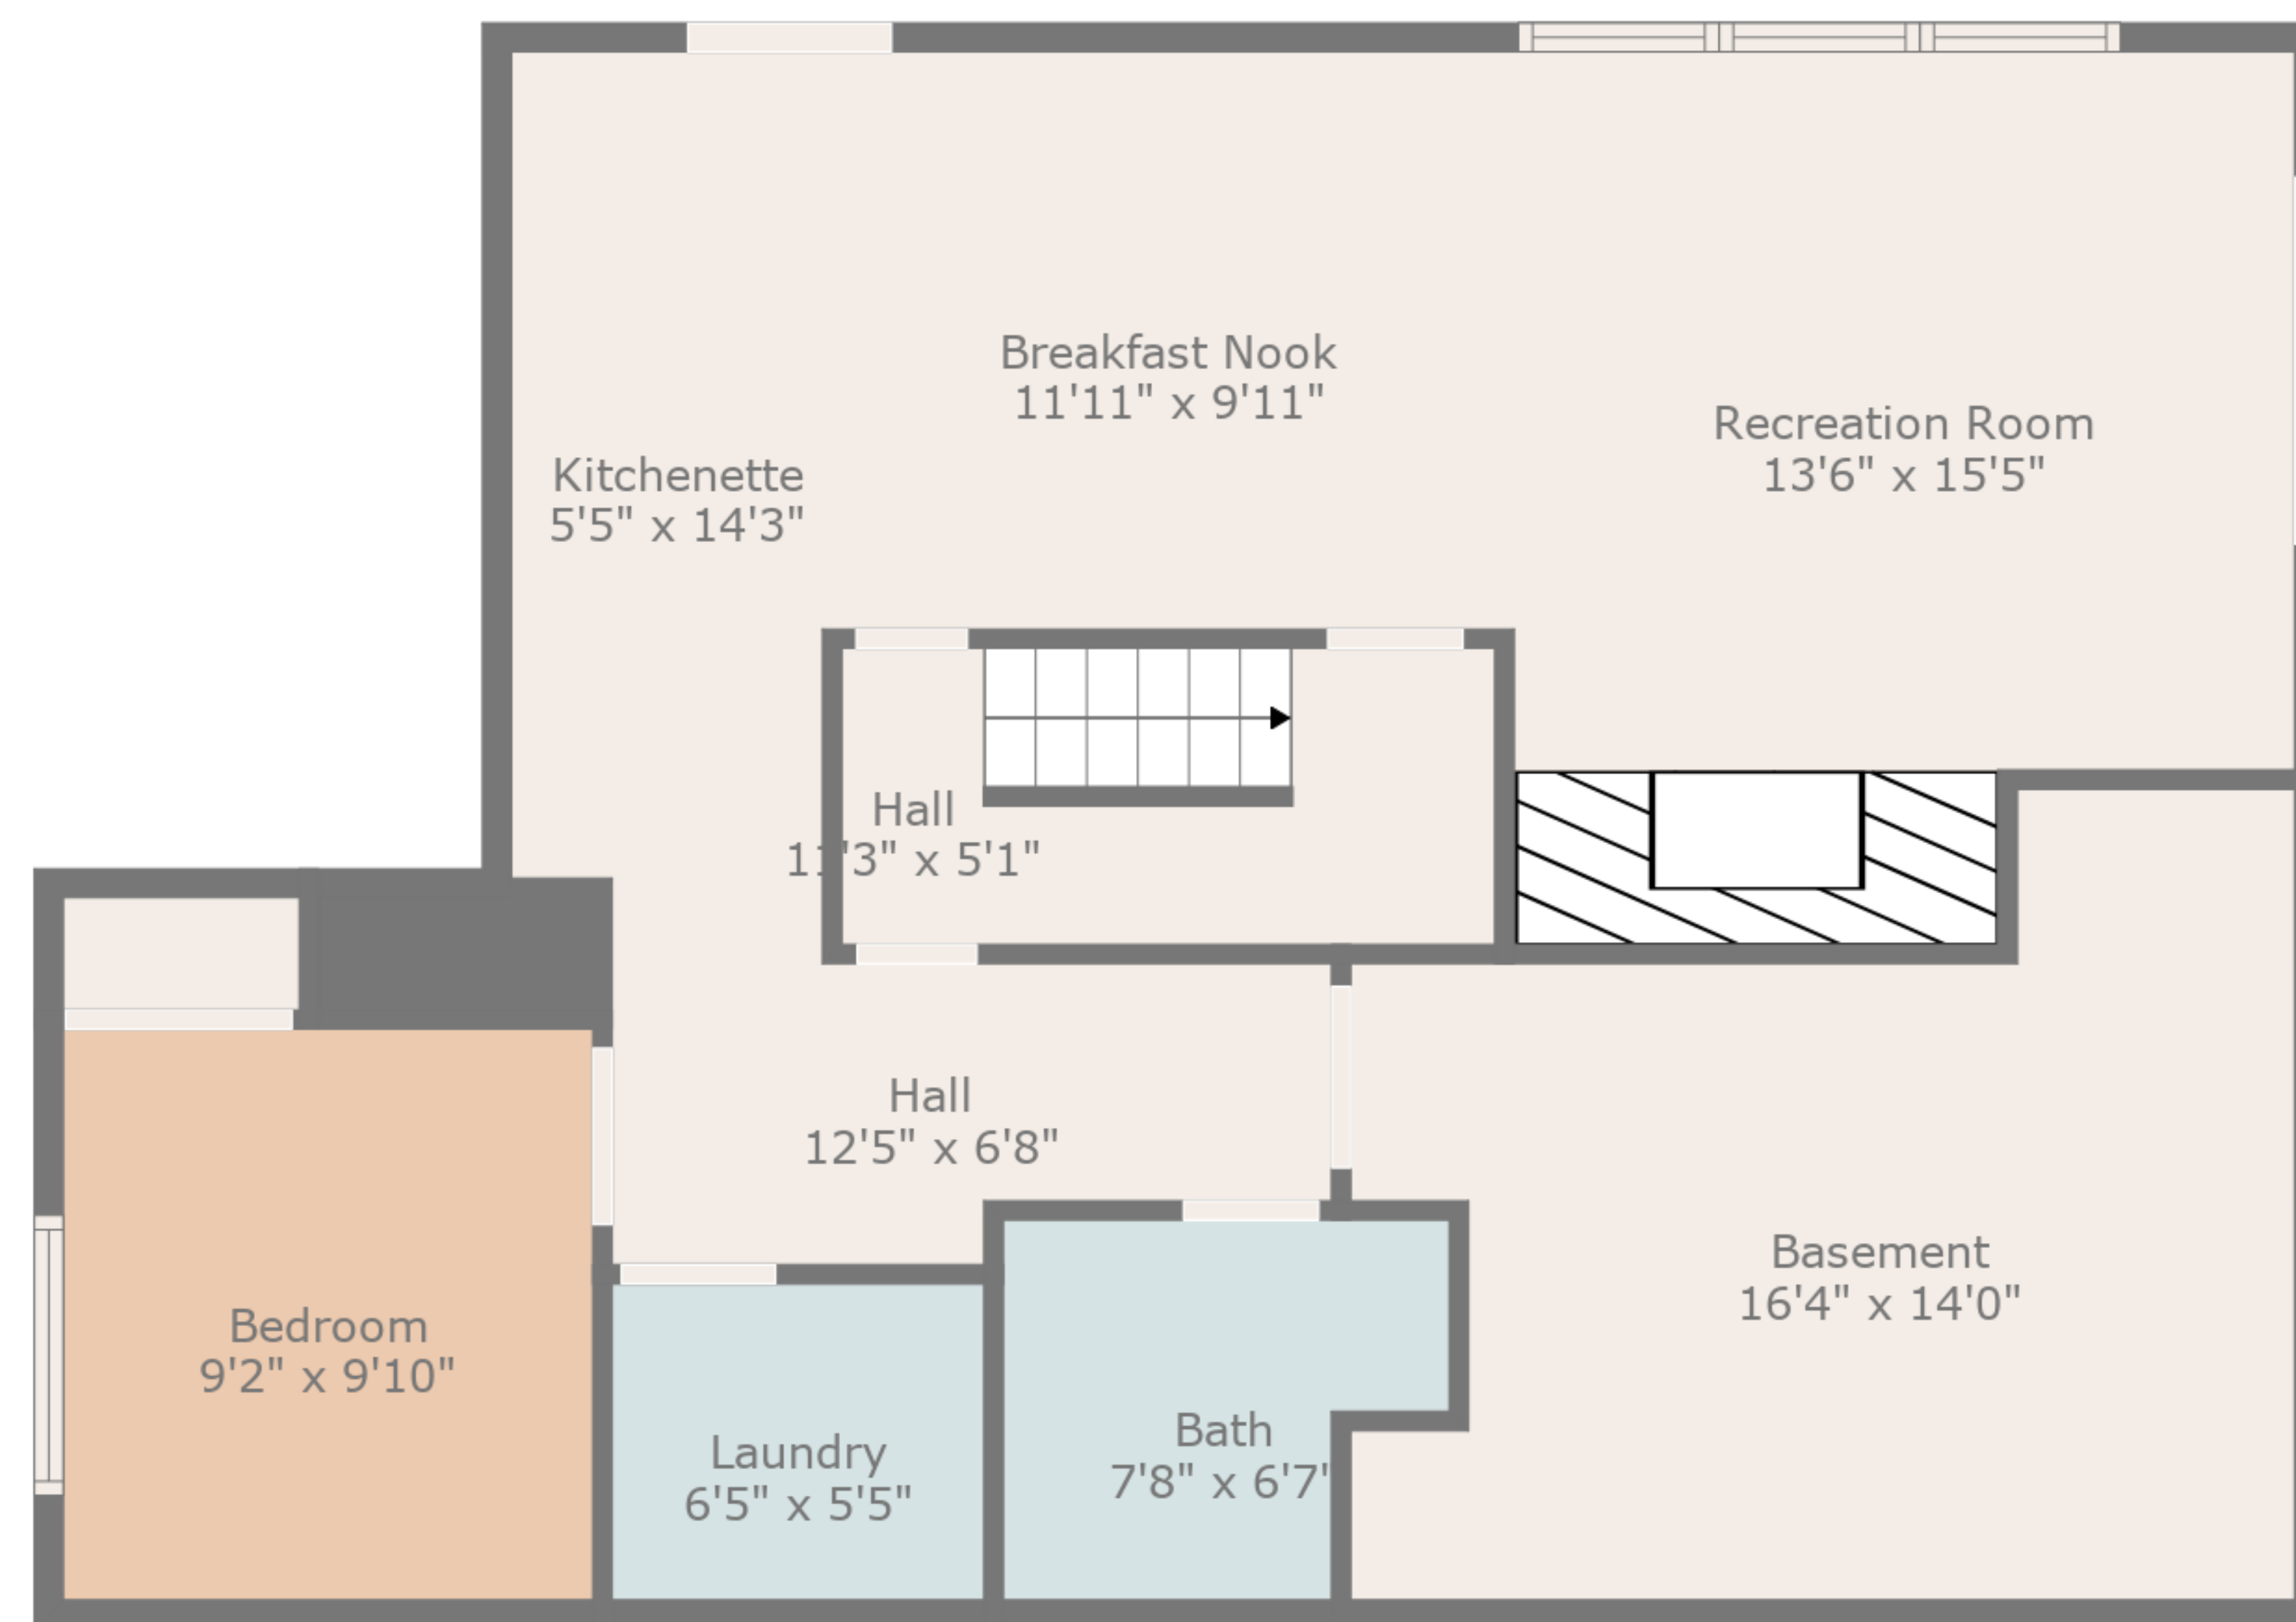 Breakfast Nook
11'11" x 9'11"
Recreation Room
13'6" x 15'5"
Kitchenette
5'5" x 14'3"
Hall
11'3" x 5'1"
Hall
12'5" x 6'8"
Basement
16'4" x 14'0"
Bedroom
9'2" x 9'10"
Laundry
6'5" x 5'5"
Bath
7'8" x 6'7"